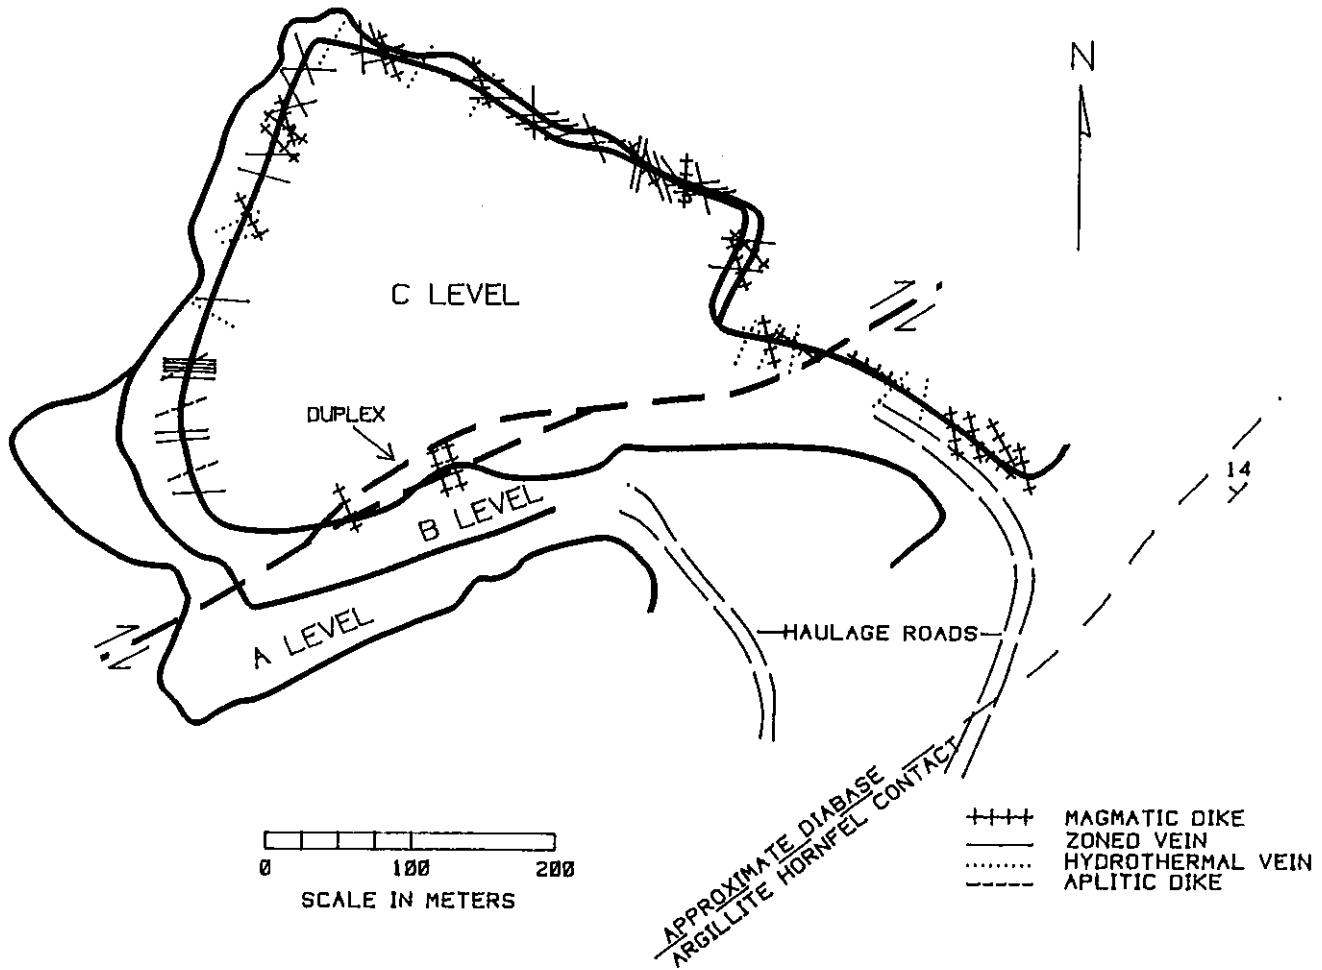 N
C LEVEL
DUPLEX
B LEVEL
14
A LEVEL
HAULAGE ROADS
APPROXIMATE DIABASE
ARGILLITE HORNFEL CONTACT
0 100 200
SCALE IN METERS
MAGMATIC DIKE
ZONED VEIN
HYDROTHERMAL VEIN
APLITIC DIKE